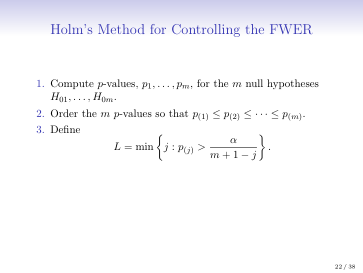 Holm's Method for Controlling the FWER
1. Compute p-values, p₁, . . . , pₘ, for the m null hypotheses
H₀₁, . . . , H₀ₘ.
2. Order the m p-values so that p₍₁₎ ≤ p₍₂₎ ≤ · · · ≤ p₍ₘ₎.
3. Define
L = min { j : p₍ⱼ₎ > α / (m + 1 − j) } .
22 / 38